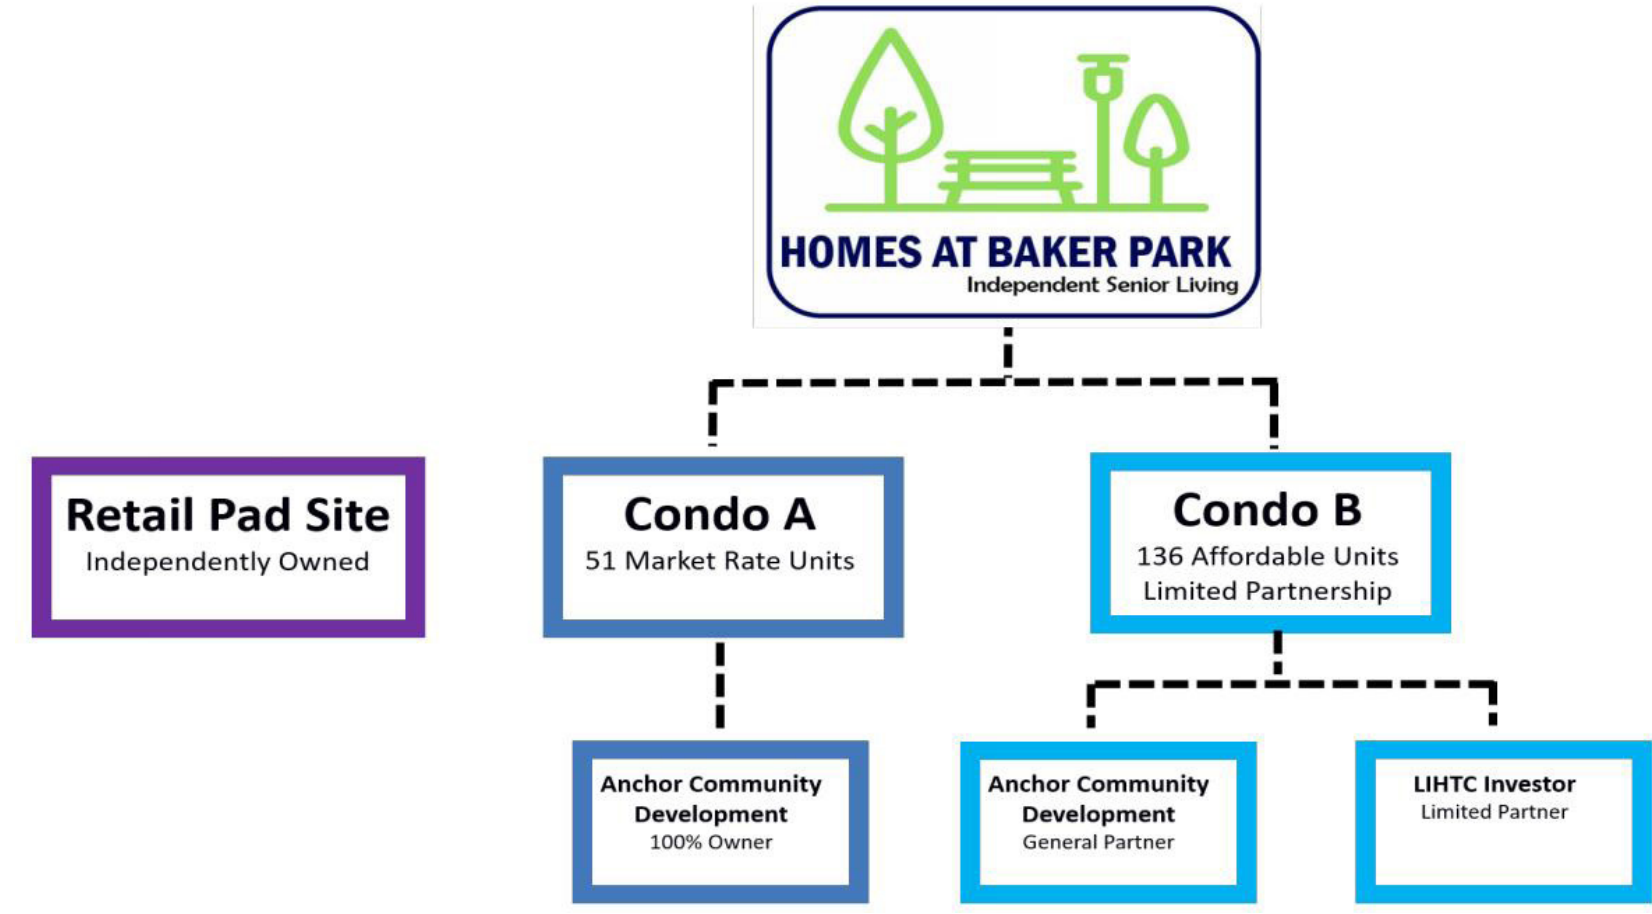 HOMES AT BAKER PARK
Independent Senior Living
Retail Pad Site
Independently Owned
Condo A
51 Market Rate Units
Condo B
136 Affordable Units
Limited Partnership
Anchor Community
Development
100% Owner
Anchor Community
Development
General Partner
LIHTC Investor
Limited Partner